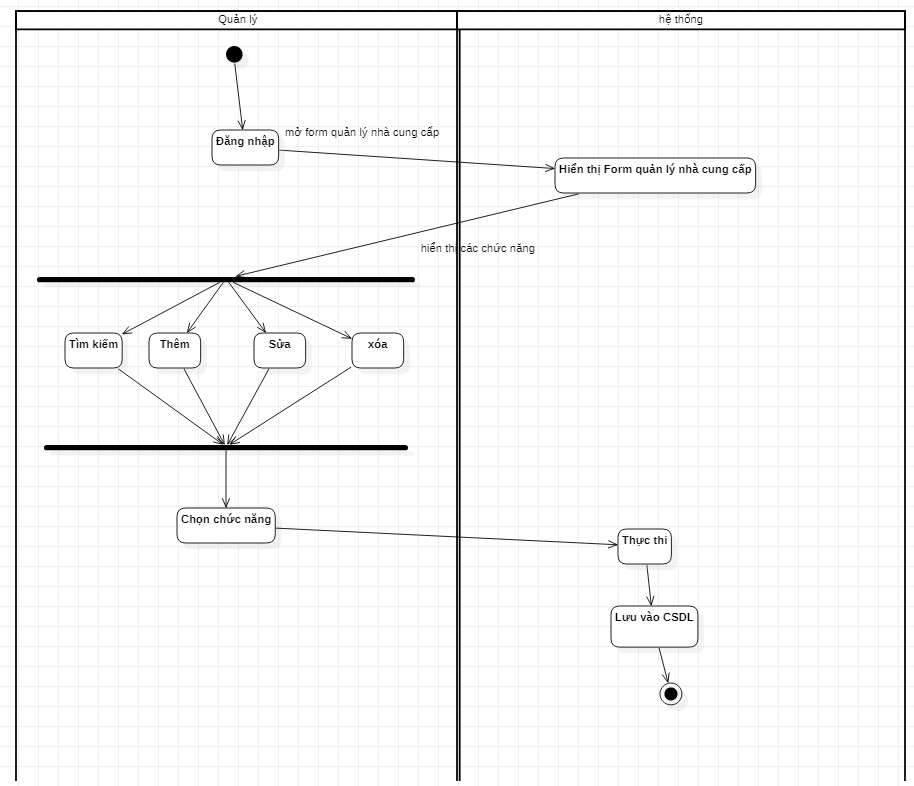 Quản lý
hệ thống
Đăng nhập
mở form quản lý nhà cung cấp
Hiển thị Form quản lý nhà cung cấp
hiển thị các chức năng
Tìm kiếm
Thêm
Sửa
xóa
Chọn chức năng
Thực thi
Lưu vào CSDL